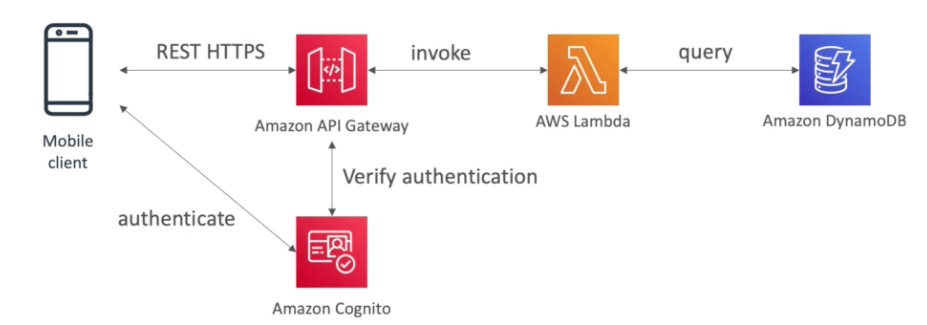 REST HTTPS
invoke
query
Amazon API Gateway
AWS Lambda
Amazon DynamoDB
Mobile
client
Verify authentication
authenticate
Amazon Cognito